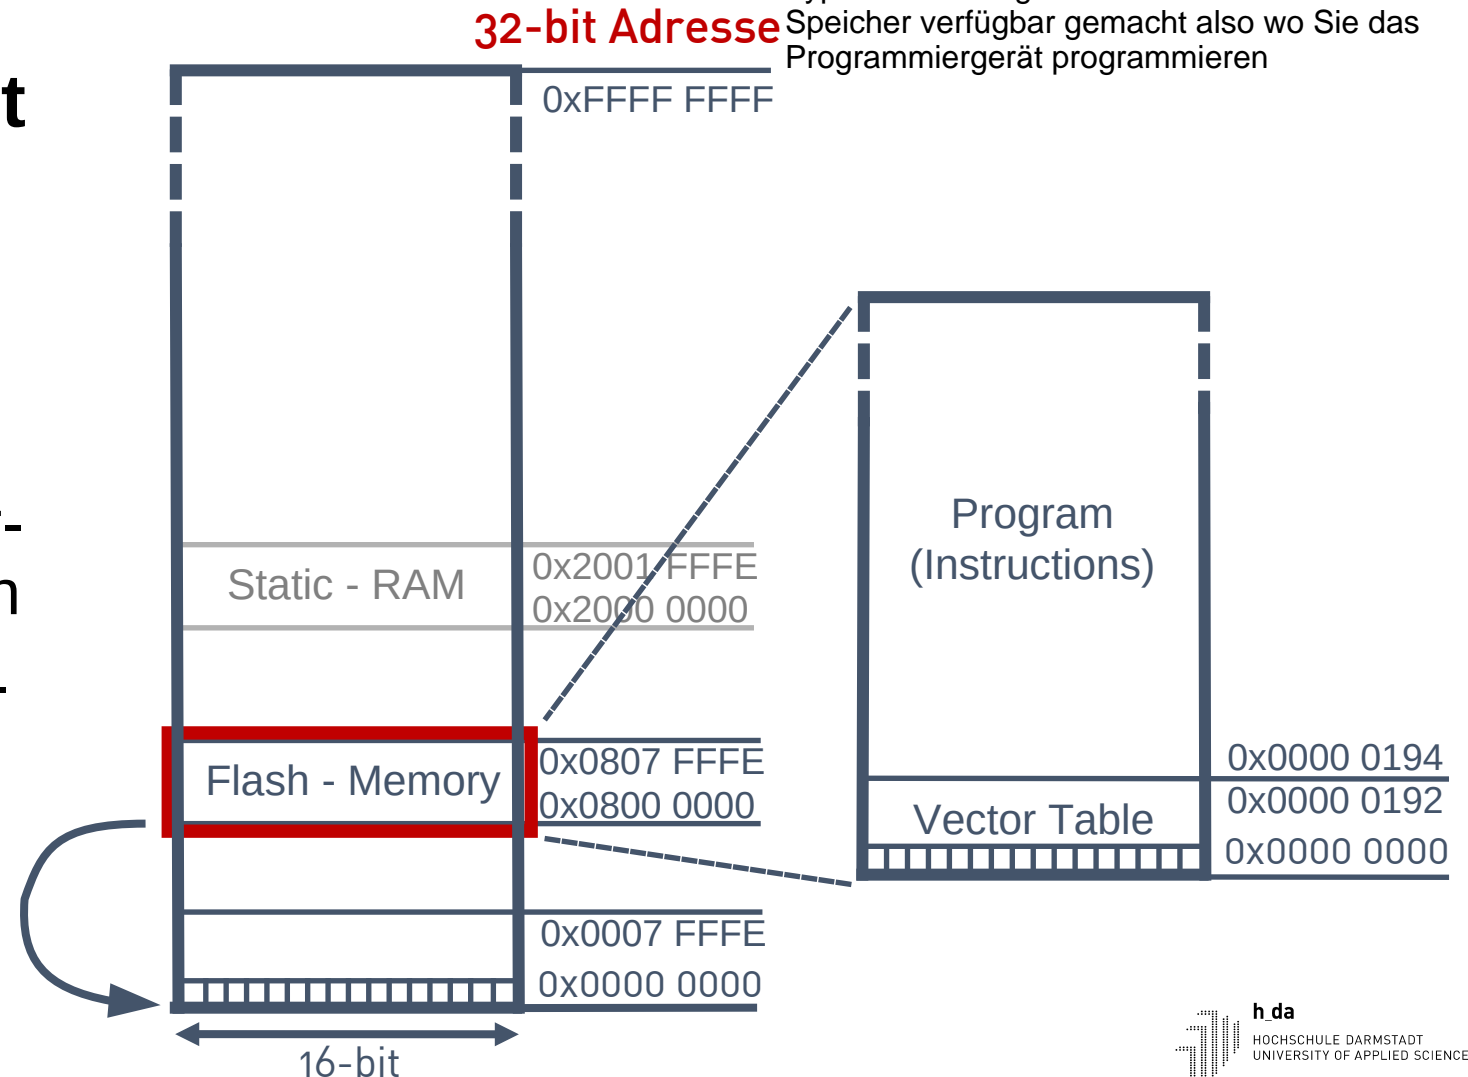 32-bit Adresse
Speicher verfügbar gemacht also wo Sie das
Programmiergerät programmieren
t
0xFFFF FFFF
n
-
Static - RAM
0x2001 FFFE
0x2000 0000
Flash - Memory
0x0807 FFFE
0x0800 0000
0x0007 FFFE
0x0000 0000
16-bit
Program
(Instructions)
0x0000 0194
Vector Table
0x0000 0192
0x0000 0000
h_da
HOCHSCHULE DARMSTADT
UNIVERSITY OF APPLIED SCIENCE